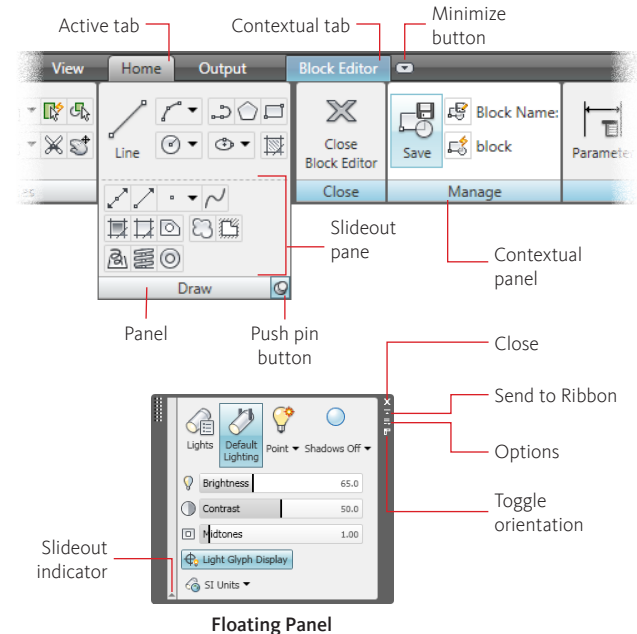 Active tab
Contextual tab
Minimize
button
View
Home
Output
Block Editor
Line
Close
Block Editor
Save
Block Name:
block
Close
Manage
Slideout
pane
Contextual
panel
Draw
Panel
Push pin
button
Close
Send to Ribbon
Options
Toggle
orientation
Lights
Default
Lighting
Point
Shadows Off
Brightness 65.0
Contrast 50.0
Midtones 1.00
Light Glyph Display
SI Units
Slideout
indicator
Floating Panel